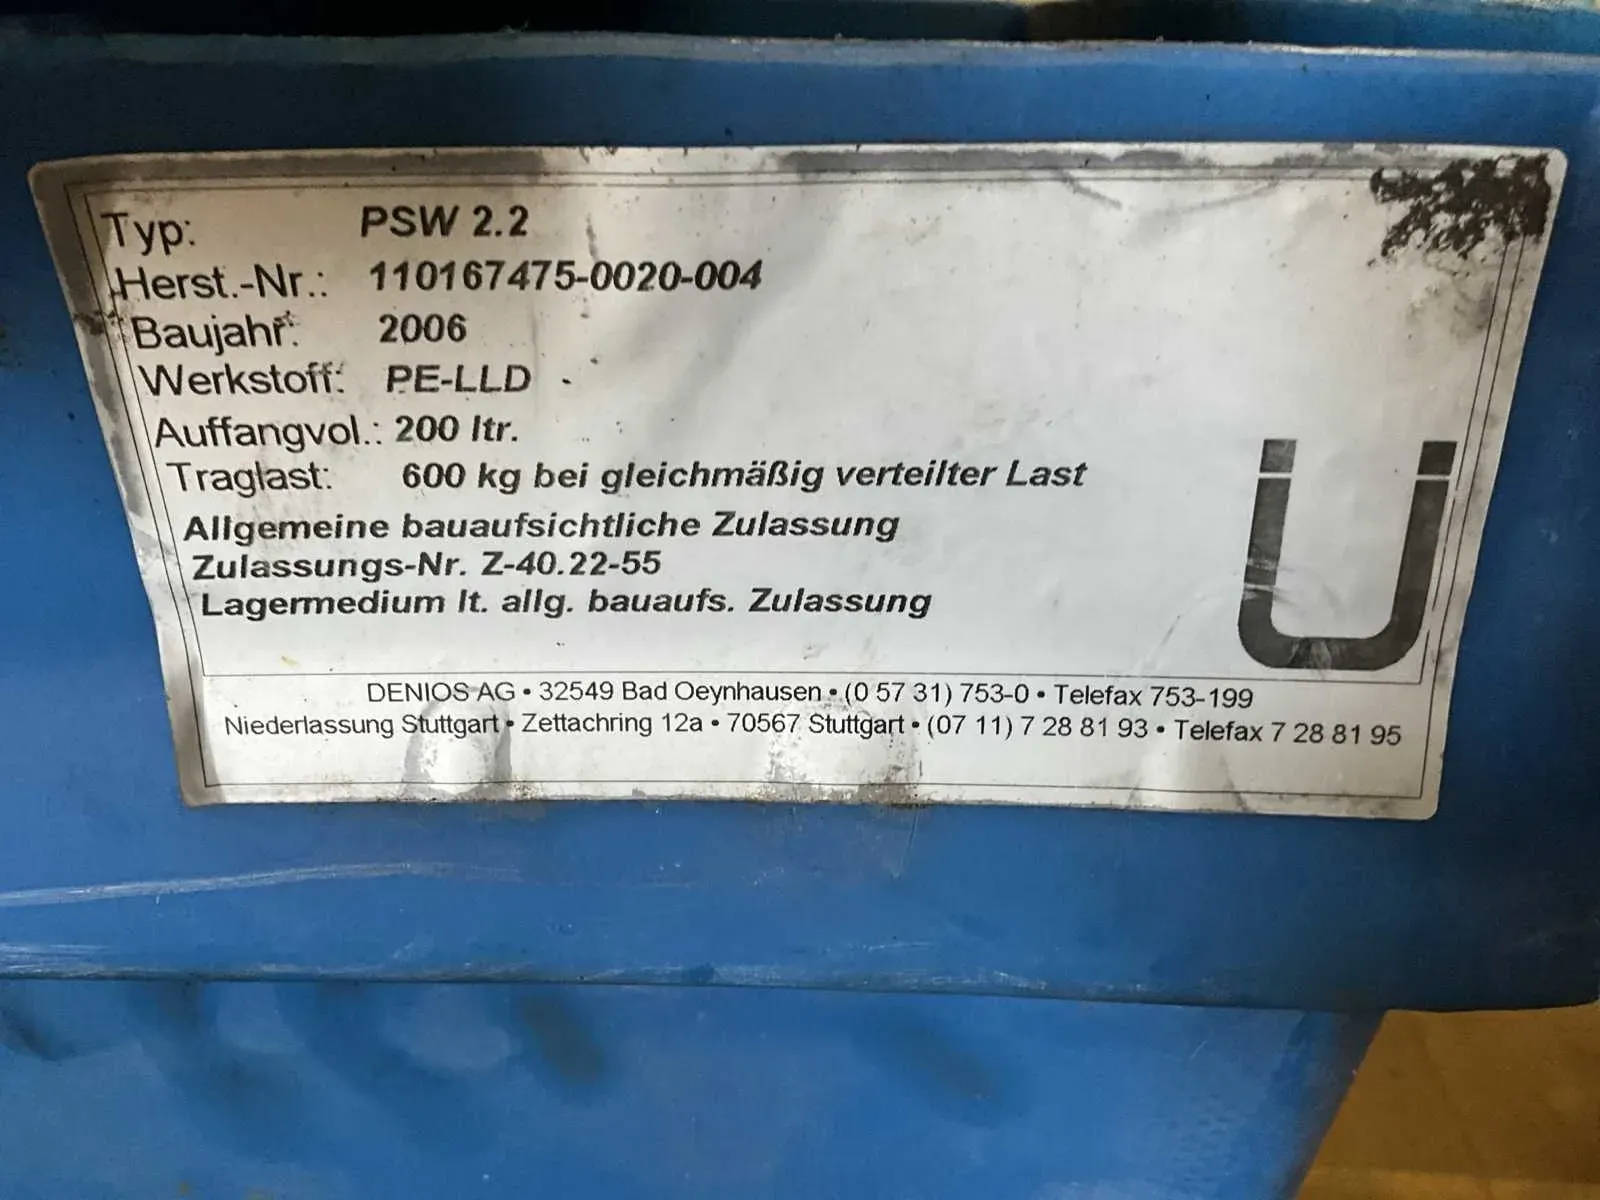 Typ: PSW 2.2
Herst.-Nr.: 110167475-0020-004
Baujahr: 2006
Werkstoff: PE-LLD
Auffangvol.: 200 ltr.
Traglast: 600 kg bei gleichmäßig verteilter Last
Allgemeine bauaufsichtliche Zulassung
Zulassungs-Nr. Z-40.22-55
Lagermedium lt. allg. bauaufs. Zulassung
Ü
DENIOS AG • 32549 Bad Oeynhausen • (0 57 31) 753-0 • Telefax 753-199
Niederlassung Stuttgart • Zettachring 12a • 70567 Stuttgart • (07 11) 7 28 81 93 • Telefax 7 28 81 95